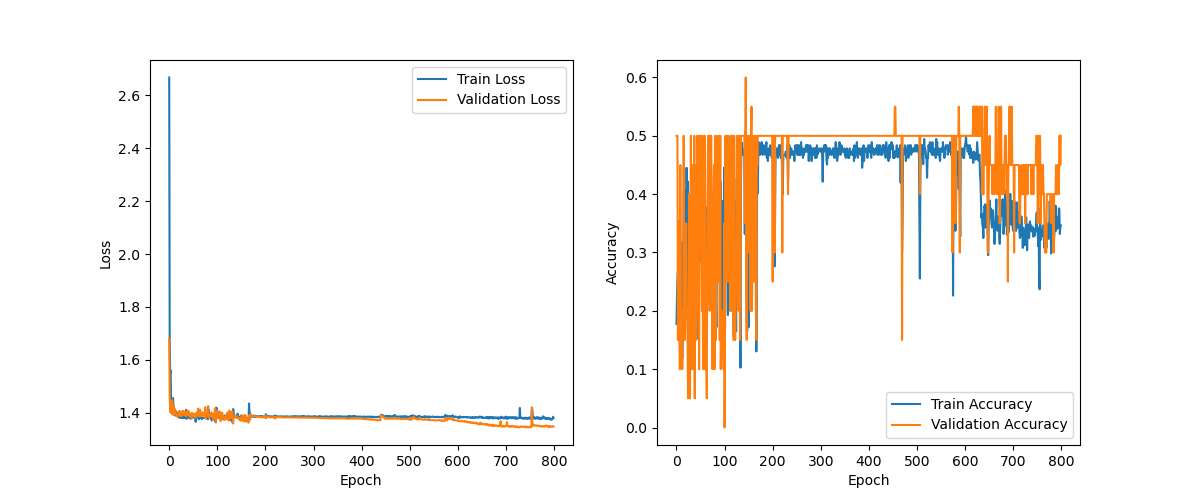 2.6
2.4
2.2
2.0
1.8
1.6
1.4
Loss
0 100 200 300 400 500 600 700 800
Epoch
Train Loss
Validation Loss
0.6
0.5
0.4
0.3
0.2
0.1
0.0
Accuracy
0 100 200 300 400 500 600 700 800
Epoch
Train Accuracy
Validation Accuracy